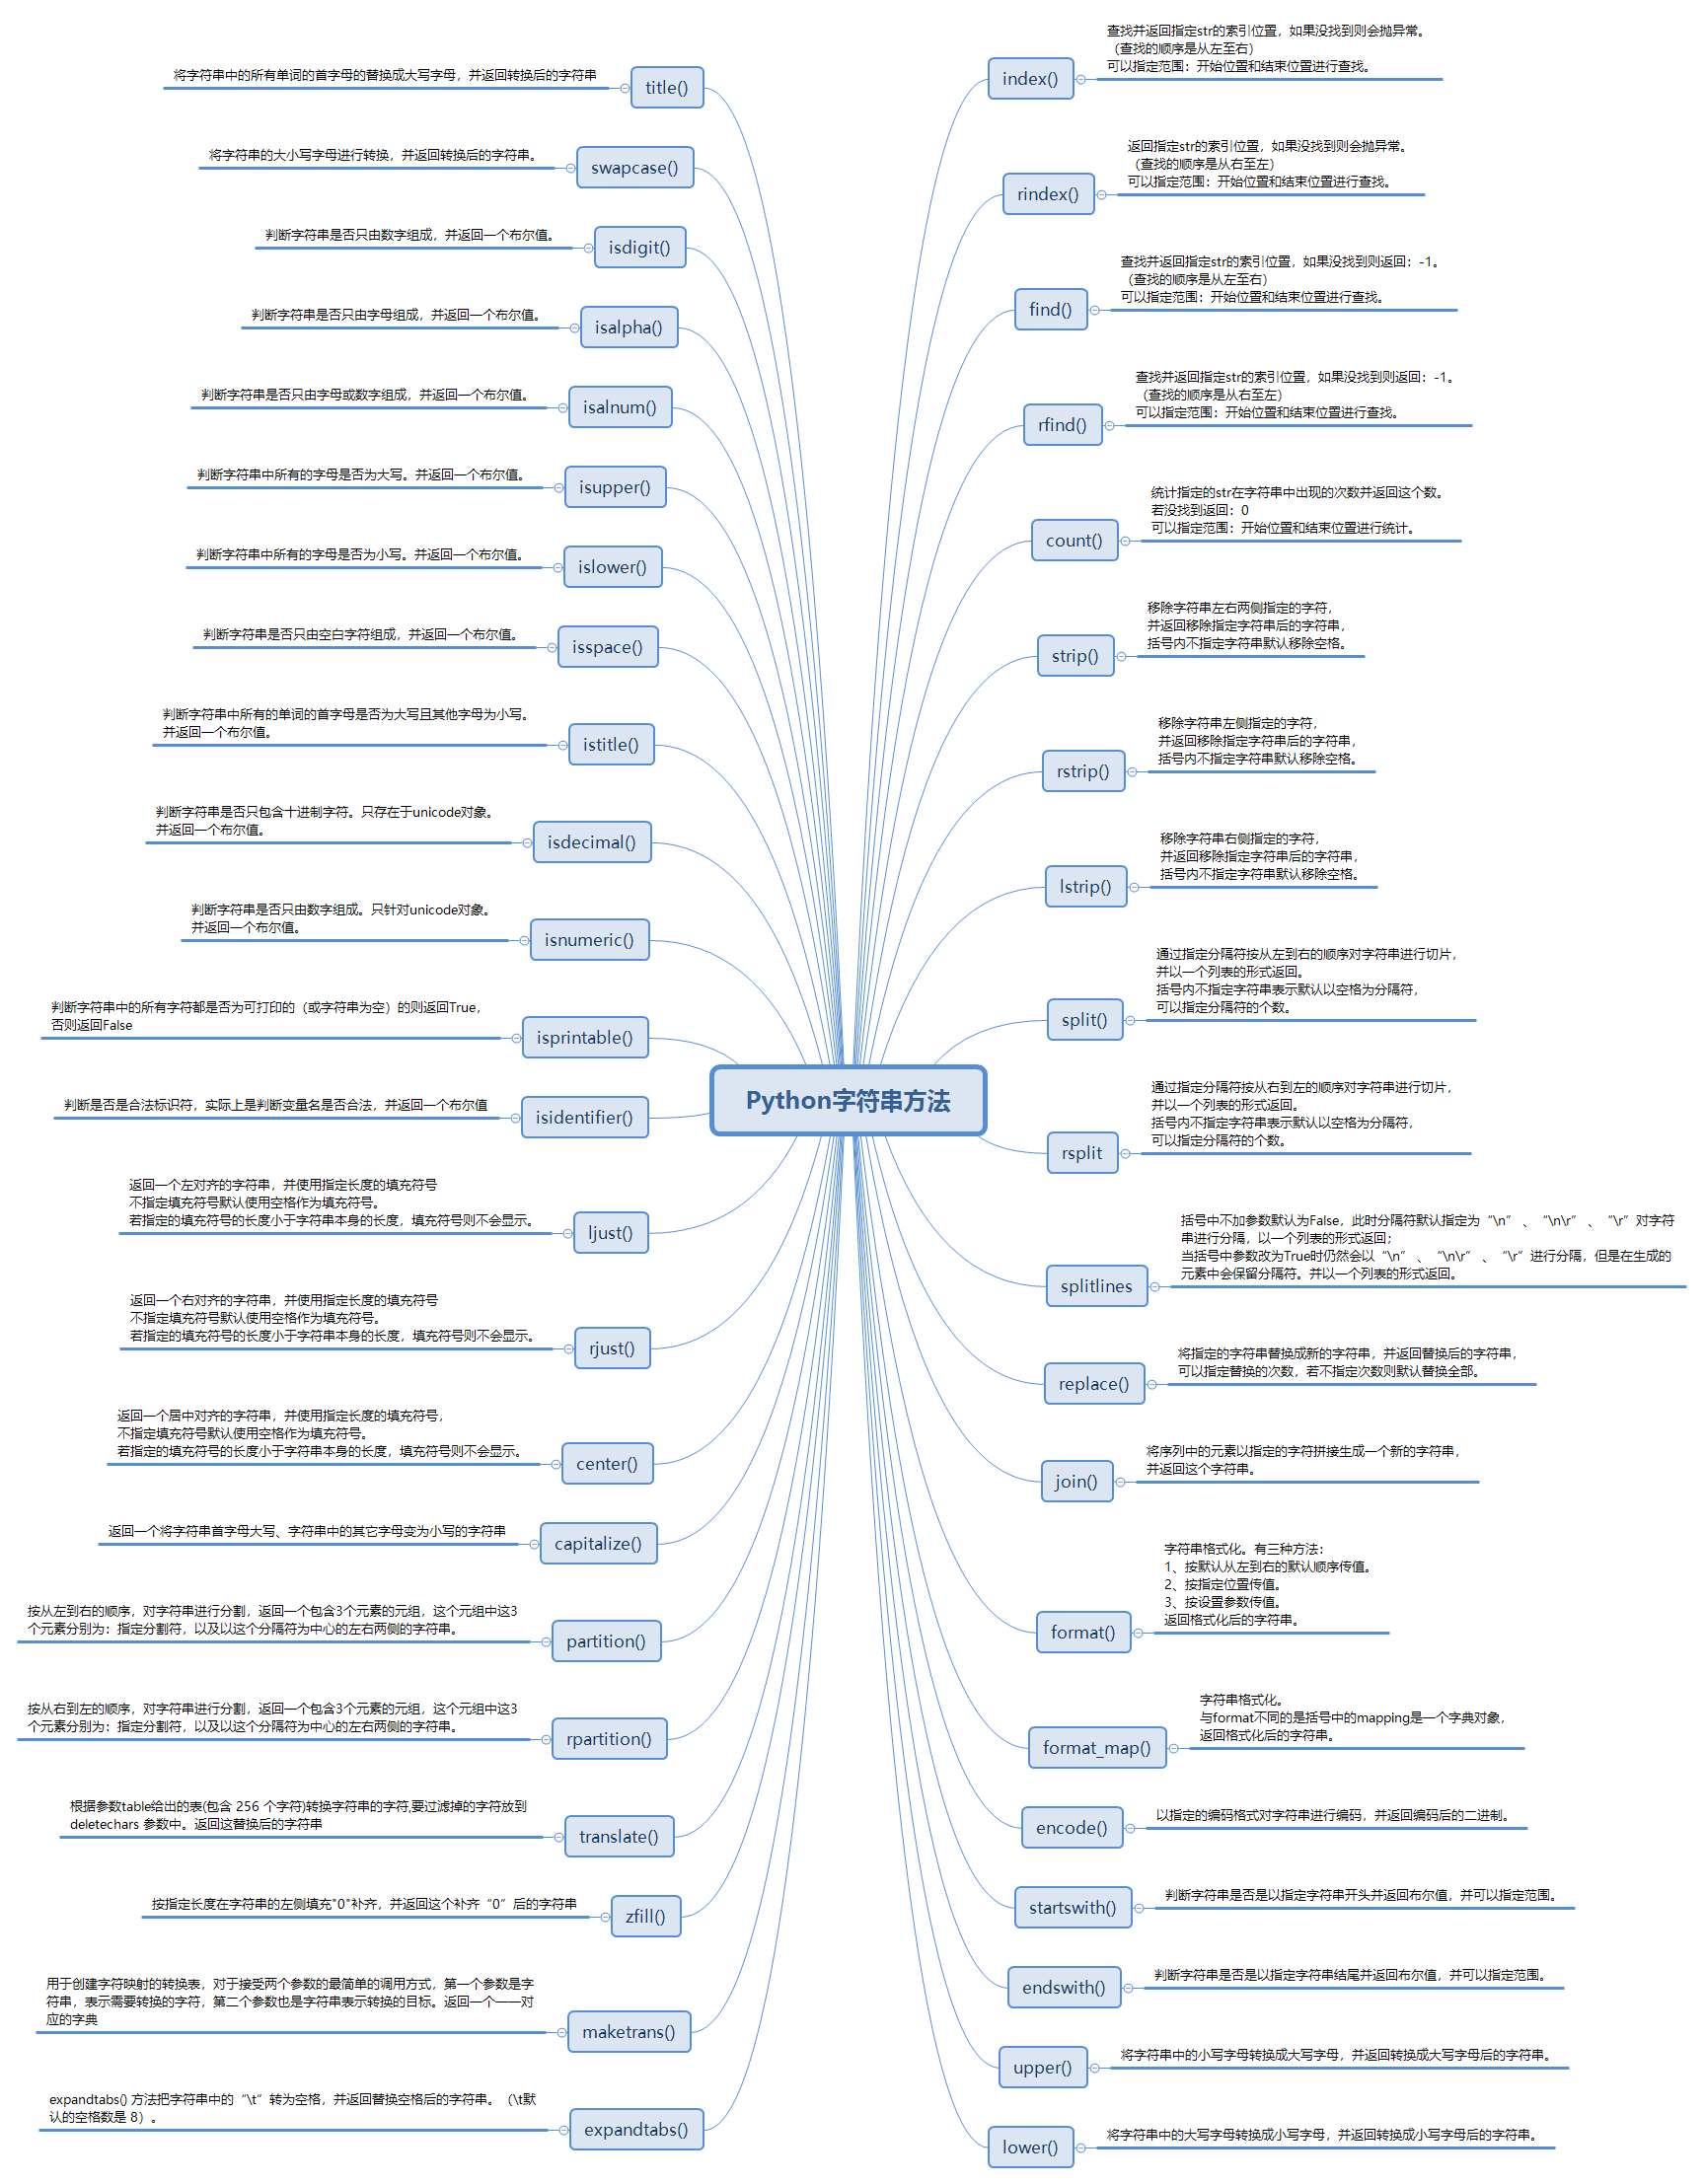 Python字符串方法
title()
将字符串中的所有单词的首字母的替换成大写字母，并返回转换后的字符串
swapcase()
将字符串的大小写字母进行转换，并返回转换后的字符串。
isdigit()
判断字符串是否只由数字组成，并返回一个布尔值。
isalpha()
判断字符串是否只由字母组成，并返回一个布尔值。
isalnum()
判断字符串是否只由字母或数字组成，并返回一个布尔值。
isupper()
判断字符串中所有的字母是否为大写。并返回一个布尔值。
islower()
判断字符串中所有的字母是否为小写。并返回一个布尔值。
isspace()
判断字符串是否只由空白字符组成，并返回一个布尔值。
istitle()
判断字符串中所有的单词的首字母是否为大写且其他字母为小写。
并返回一个布尔值。
isdecimal()
判断字符串是否只包含十进制字符。只存在于unicode对象。
并返回一个布尔值。
isnumeric()
判断字符串是否只由数字组成。只针对unicode对象。
并返回一个布尔值。
isprintable()
判断字符串中的所有字符都是否为可打印的（或字符串为空）的则返回True，
否则返回False
isidentifier()
判断是否是合法标识符，实际上是判断变量名是否合法，并返回一个布尔值
ljust()
返回一个左对齐的字符串，并使用指定长度的填充符号
不指定填充符号默认使用空格作为填充符号。
若指定的填充符号的长度小于字符串本身的长度，填充符号则不会显示。
rjust()
返回一个右对齐的字符串，并使用指定长度的填充符号
不指定填充符号默认使用空格作为填充符号。
若指定的填充符号的长度小于字符串本身的长度，填充符号则不会显示。
center()
返回一个居中对齐的字符串，并使用指定长度的填充符号，
不指定填充符号默认使用空格作为填充符号。
若指定的填充符号的长度小于字符串本身的长度，填充符号则不会显示。
capitalize()
返回一个将字符串首字母大写、字符串中的其它字母变为小写的字符串
partition()
按从左到右的顺序，对字符串进行分割，返回一个包含3个元素的元组，这个元组中这3
个元素分别为：指定分割符，以及以这个分隔符为中心的左右两侧的字符串。
rpartition()
按从右到左的顺序，对字符串进行分割，返回一个包含3个元素的元组，这个元组中这3
个元素分别为：指定分割符，以及以这个分隔符为中心的左右两侧的字符串。
translate()
根据参数table给出的表(包含 256 个字符)转换字符串的字符,要过滤掉的字符放到
deletechars 参数中。返回这替换后的字符串
zfill()
按指定长度在字符串的左侧填充"0"补齐，并返回这个补齐“0”后的字符串
maketrans()
用于创建字符映射的转换表，对于接受两个参数的最简单的调用方式，第一个参数是字
符串，表示需要转换的字符，第二个参数也是字符串表示转换的目标。返回一个一一对
应的字典
expandtabs()
expandtabs() 方法把字符串中的“\t”转为空格，并返回替换空格后的字符串。（\t默
认的空格数是 8）。
index()
查找并返回指定str的索引位置，如果没找到则会抛异常。
（查找的顺序是从左至右）
可以指定范围：开始位置和结束位置进行查找。
rindex()
返回指定str的索引位置，如果没找到则会抛异常。
（查找的顺序是从右至左）
可以指定范围：开始位置和结束位置进行查找。
find()
查找并返回指定str的索引位置，如果没找到则返回：-1。
（查找的顺序是从左至右）
可以指定范围：开始位置和结束位置进行查找。
rfind()
查找并返回指定str的索引位置，如果没找到则返回：-1。
（查找的顺序是从右至左）
可以指定范围：开始位置和结束位置进行查找。
count()
统计指定的str在字符串中出现的次数并返回这个数。
若没找到返回：0
可以指定范围：开始位置和结束位置进行统计。
strip()
移除字符串左右两侧指定的字符，
并返回移除指定字符串后的字符串，
括号内不指定字符串默认移除空格。
rstrip()
移除字符串左侧指定的字符，
并返回移除指定字符串后的字符串，
括号内不指定字符串默认移除空格。
lstrip()
移除字符串右侧指定的字符，
并返回移除指定字符串后的字符串，
括号内不指定字符串默认移除空格。
split()
通过指定分隔符按从左到右的顺序对字符串进行切片，
并以一个列表的形式返回。
括号内不指定字符串表示默认以空格为分隔符，
可以指定分隔符的个数。
rsplit
通过指定分隔符按从右到左的顺序对字符串进行切片，
并以一个列表的形式返回。
括号内不指定字符串表示默认以空格为分隔符，
可以指定分隔符的个数。
splitlines
括号中不加参数默认为False，此时分隔符默认指定为“\n” 、“\n\r” 、“\r”对字符
串进行分隔，以一个列表的形式返回；
当括号中参数改为True时仍然会以“\n” 、“\n\r” 、“\r”进行分隔，但是在生成的
元素中会保留分隔符。并以一个列表的形式返回。
replace()
将指定的字符串替换成新的字符串，并返回替换后的字符串，
可以指定替换的次数，若不指定次数则默认替换全部。
join()
将序列中的元素以指定的字符拼接生成一个新的字符串，
并返回这个字符串。
format()
字符串格式化。有三种方法：
1、按默认从左到右的默认顺序传值。
2、按指定位置传值。
3、按设置参数传值。
返回格式化后的字符串。
format_map()
字符串格式化。
与format不同的是括号中的mapping是一个字典对象，
返回格式化后的字符串。
encode()
以指定的编码格式对字符串进行编码，并返回编码后的二进制。
startswith()
判断字符串是否是以指定字符串开头并返回布尔值，并可以指定范围。
endswith()
判断字符串是否是以指定字符串结尾并返回布尔值，并可以指定范围。
upper()
将字符串中的小写字母转换成大写字母，并返回转换成大写字母后的字符串。
lower()
将字符串中的大写字母转换成小写字母，并返回转换成小写字母后的字符串。